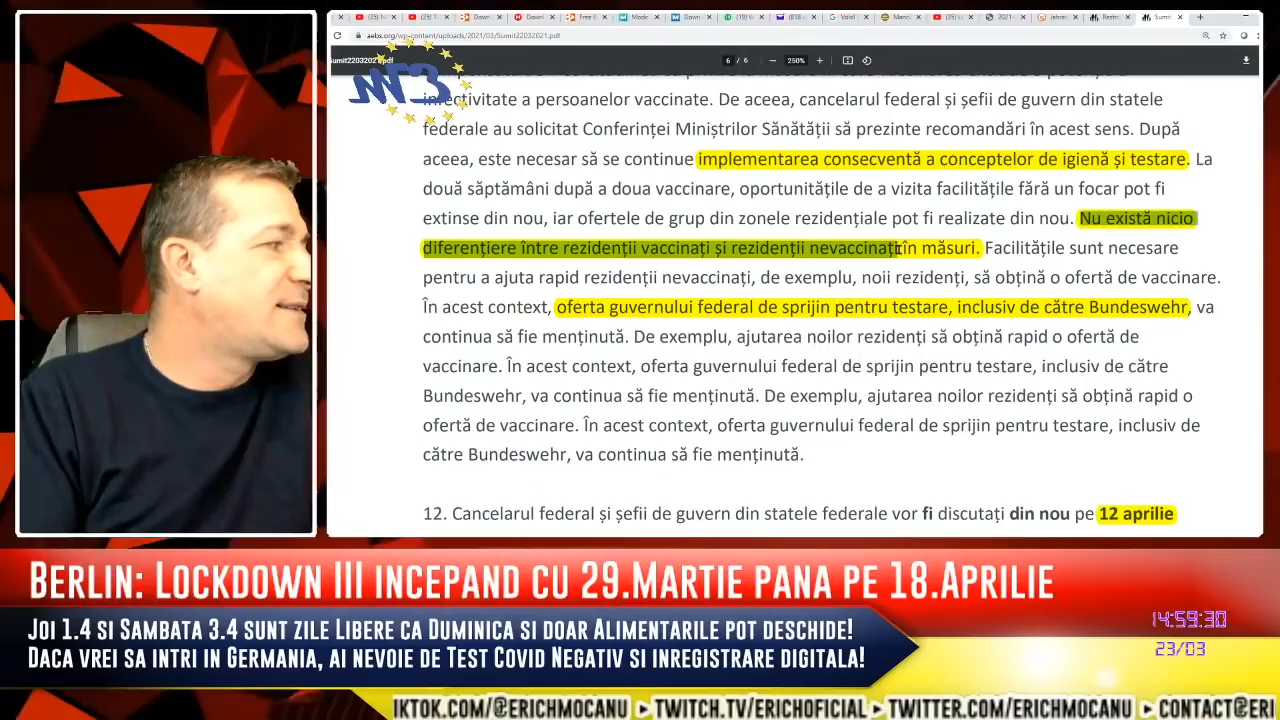 aebs.org/wp-content/uploads/2021/03/Sumit22032021.pdf
6 / 6
250%
infectivitate a persoanelor vaccinate. De aceea, cancelarul federal și șefii de guvern din statele
federale au solicitat Conferinței Miniștrilor Sănătății să prezinte recomandări în acest sens. După
aceea, este necesar să se continue implementarea consecventă a conceptelor de igienă și testare. La
două săptămâni după a doua vaccinare, oportunitățile de a vizita facilitățile fără un focar pot fi
extinse din nou, iar ofertele de grup din zonele rezidențiale pot fi realizate din nou. Nu există nicio
diferențiere între rezidenții vaccinați și rezidenții nevaccinați în măsuri. Facilitățile sunt necesare
pentru a ajuta rapid rezidenții nevaccinați, de exemplu, noii rezidenți, să obțină o ofertă de vaccinare.
În acest context, oferta guvernului federal de sprijin pentru testare, inclusiv de către Bundeswehr, va
continua să fie menținută. De exemplu, ajutarea noilor rezidenți să obțină rapid o ofertă de
vaccinare. În acest context, oferta guvernului federal de sprijin pentru testare, inclusiv de către
Bundeswehr, va continua să fie menținută. De exemplu, ajutarea noilor rezidenți să obțină rapid o
ofertă de vaccinare. În acest context, oferta guvernului federal de sprijin pentru testare, inclusiv de
către Bundeswehr, va continua să fie menținută.
12. Cancelarul federal și șefii de guvern din statele federale vor fi discutați din nou pe 12 aprilie
Berlin: Lockdown III incepand cu 29.Martie pana pe 18.Aprilie
Joi 1.4 si Sambata 3.4 sunt zile Libere ca Duminica si doar Alimentarile pot deschide!
Daca vrei sa intri in Germania, ai nevoie de Test Covid Negativ si inregistrare digitala!
14:59:30
23/03
iktok.com/@erichmocanu ► twitch.tv/erichoficial ► twitter.com/erichmocanu ► contact@eri